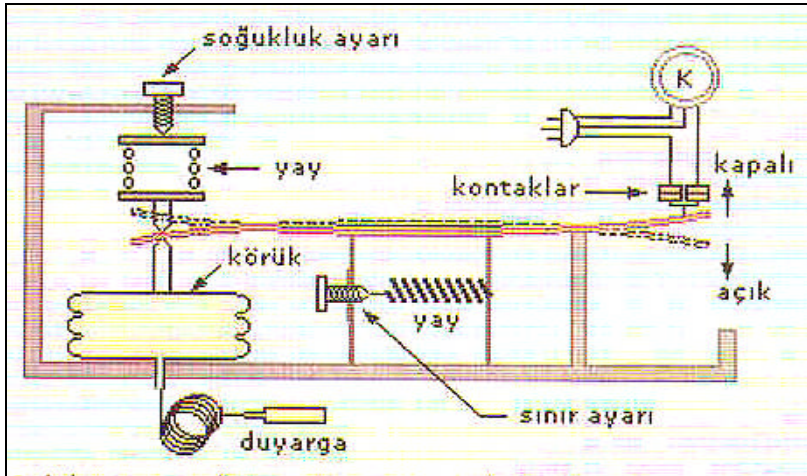 soğukluk ayarı
K
yay
kapalı
kontaklar
körük
açık
yay
sınır ayarı
duyarga